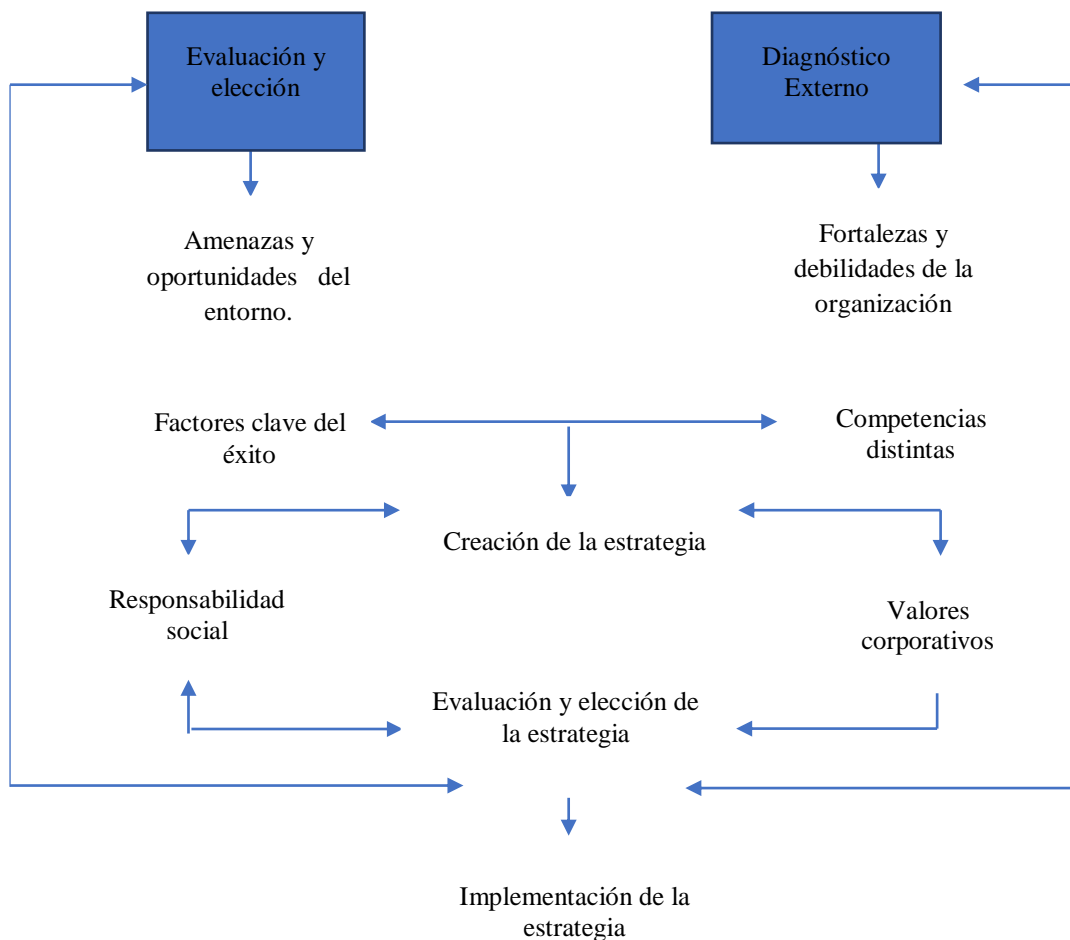 Evaluación y
elección
Diagnóstico
Externo
Amenazas y
oportunidades del
entorno.
Fortalezas y
debilidades de la
organización
Factores clave del
éxito
Competencias
distintas
Creación de la estrategia
Responsabilidad
social
Valores
corporativos
Evaluación y elección de
la estrategia
Implementación de la
estrategia